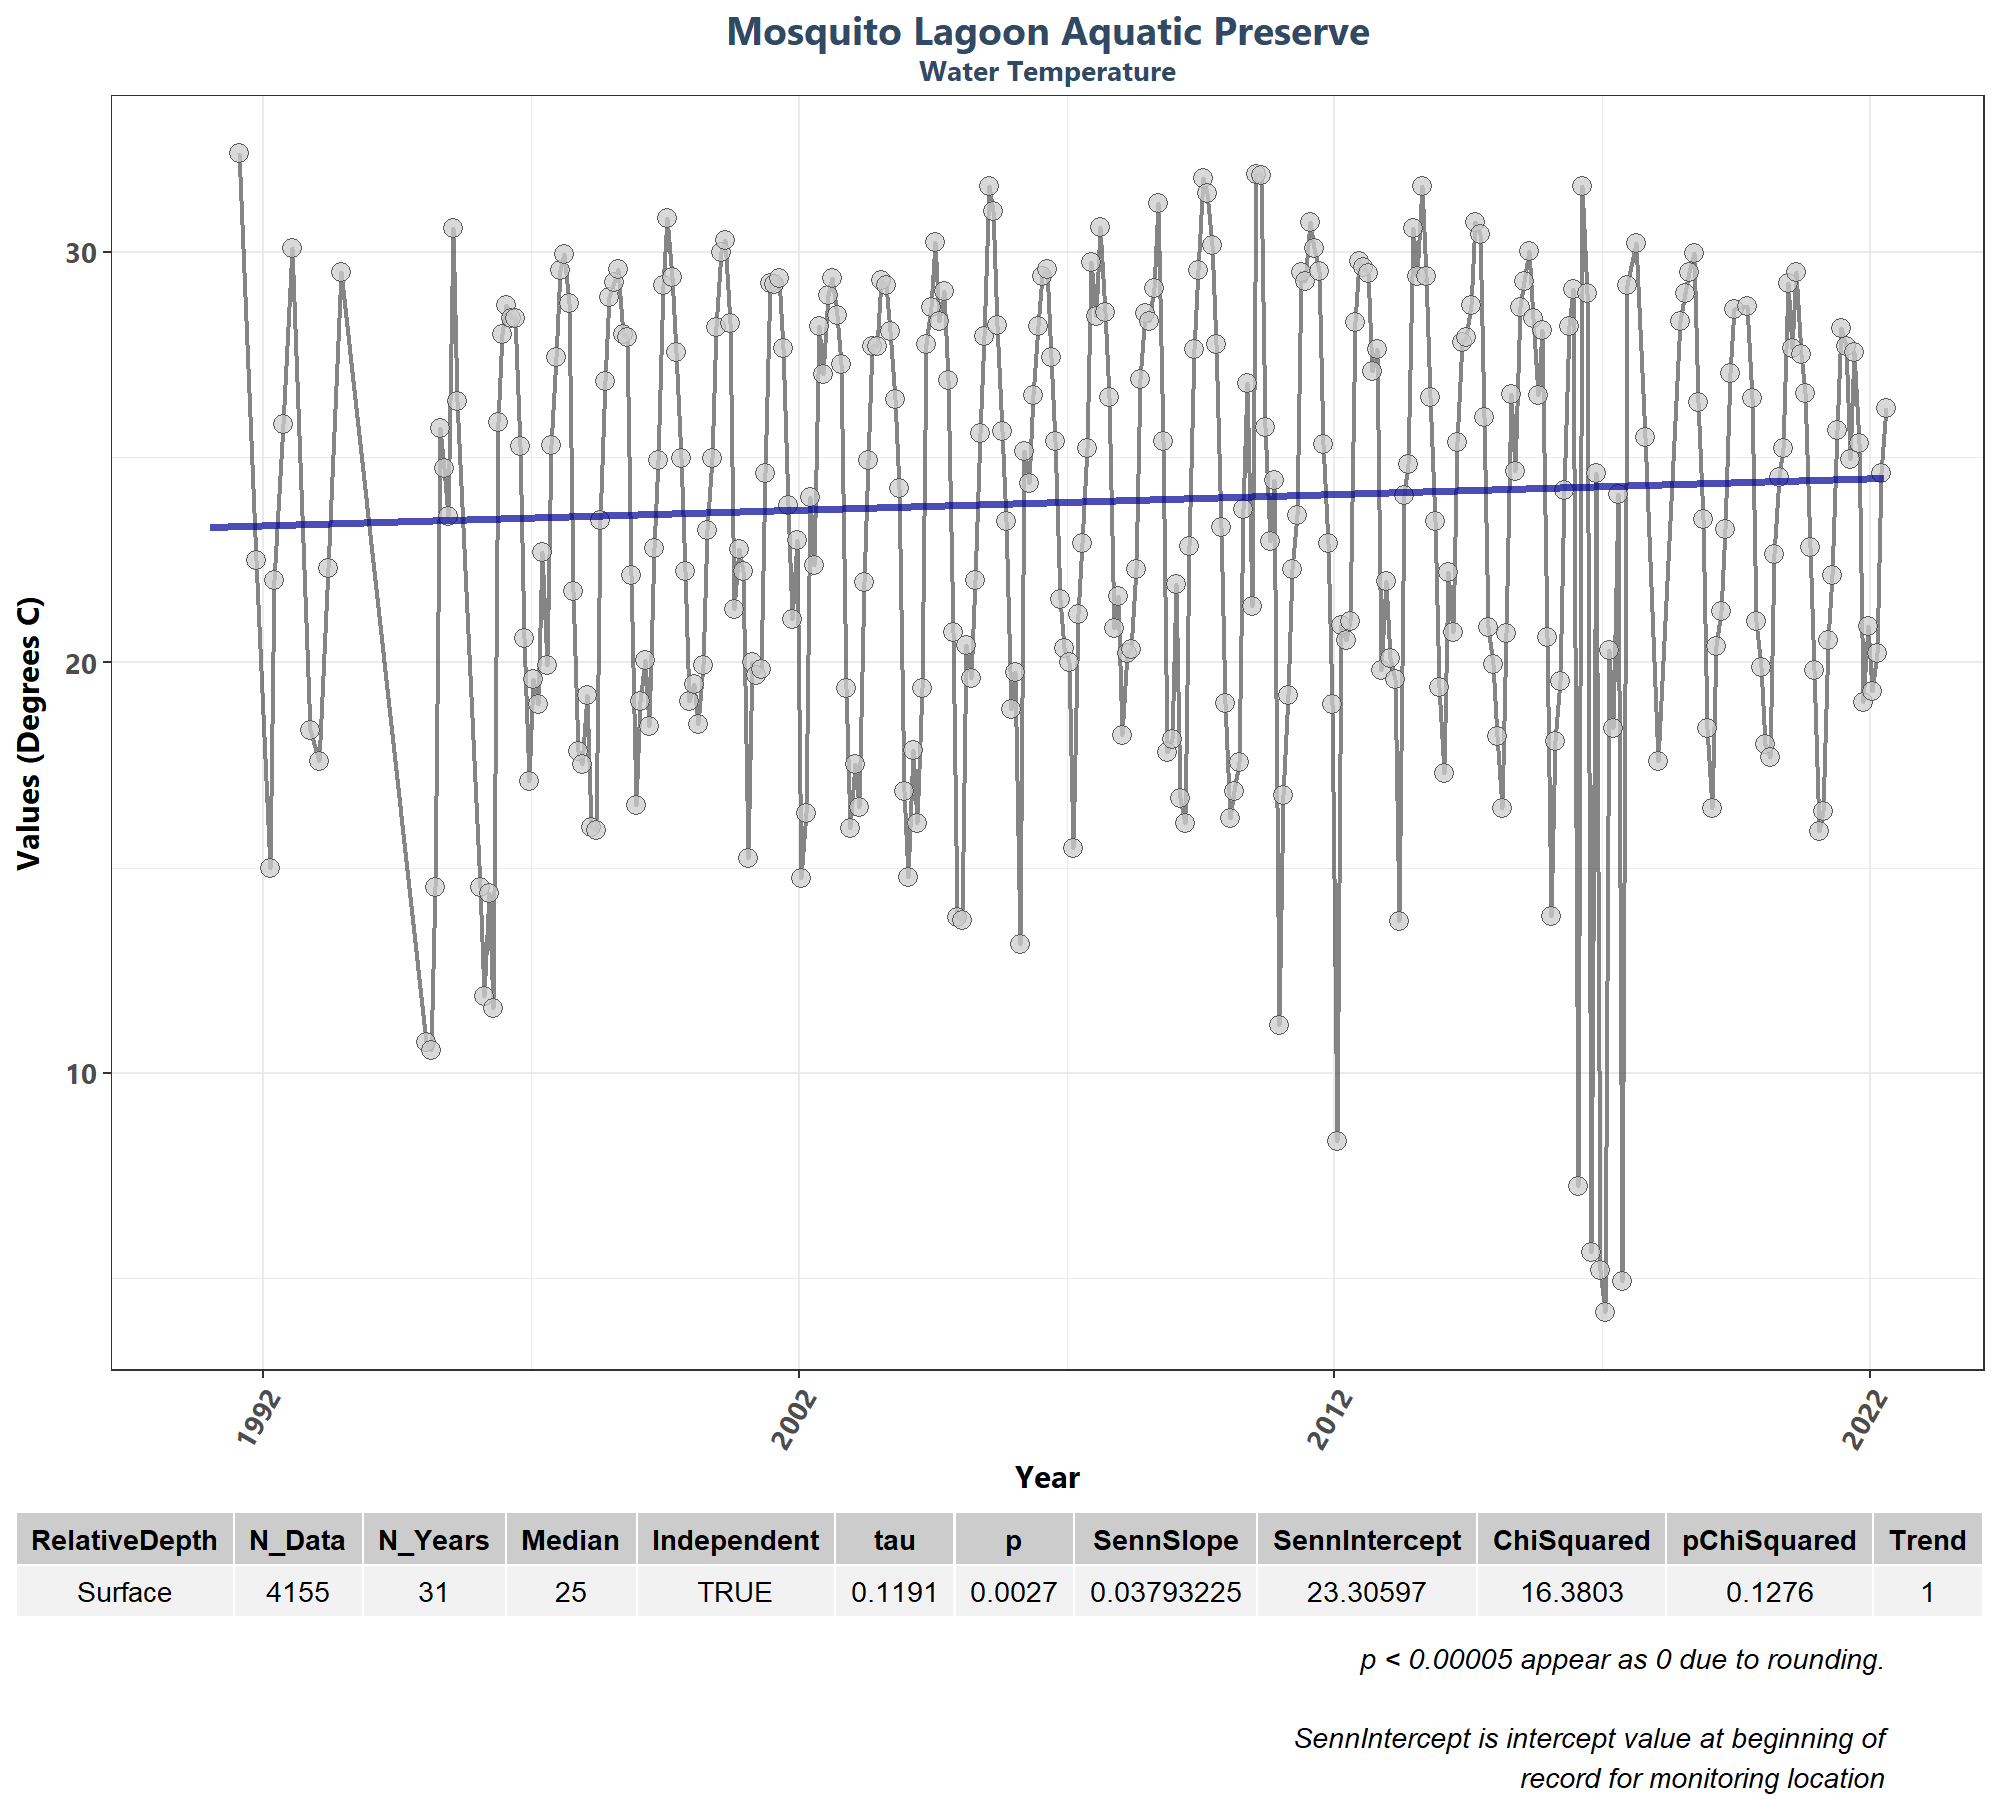 Mosquito Lagoon Aquatic Preserve
Water Temperature
Values (Degrees C)
30
20
10
1992
2002
2012
2022
Year
RelativeDepth N_Data N_Years Median Independent tau p SennSlope SennIntercept ChiSquared pChiSquared Trend
Surface 4155 31 25 TRUE 0.1191 0.0027 0.03793225 23.30597 16.3803 0.1276 1
p < 0.00005 appear as 0 due to rounding.
SennIntercept is intercept value at beginning of
record for monitoring location